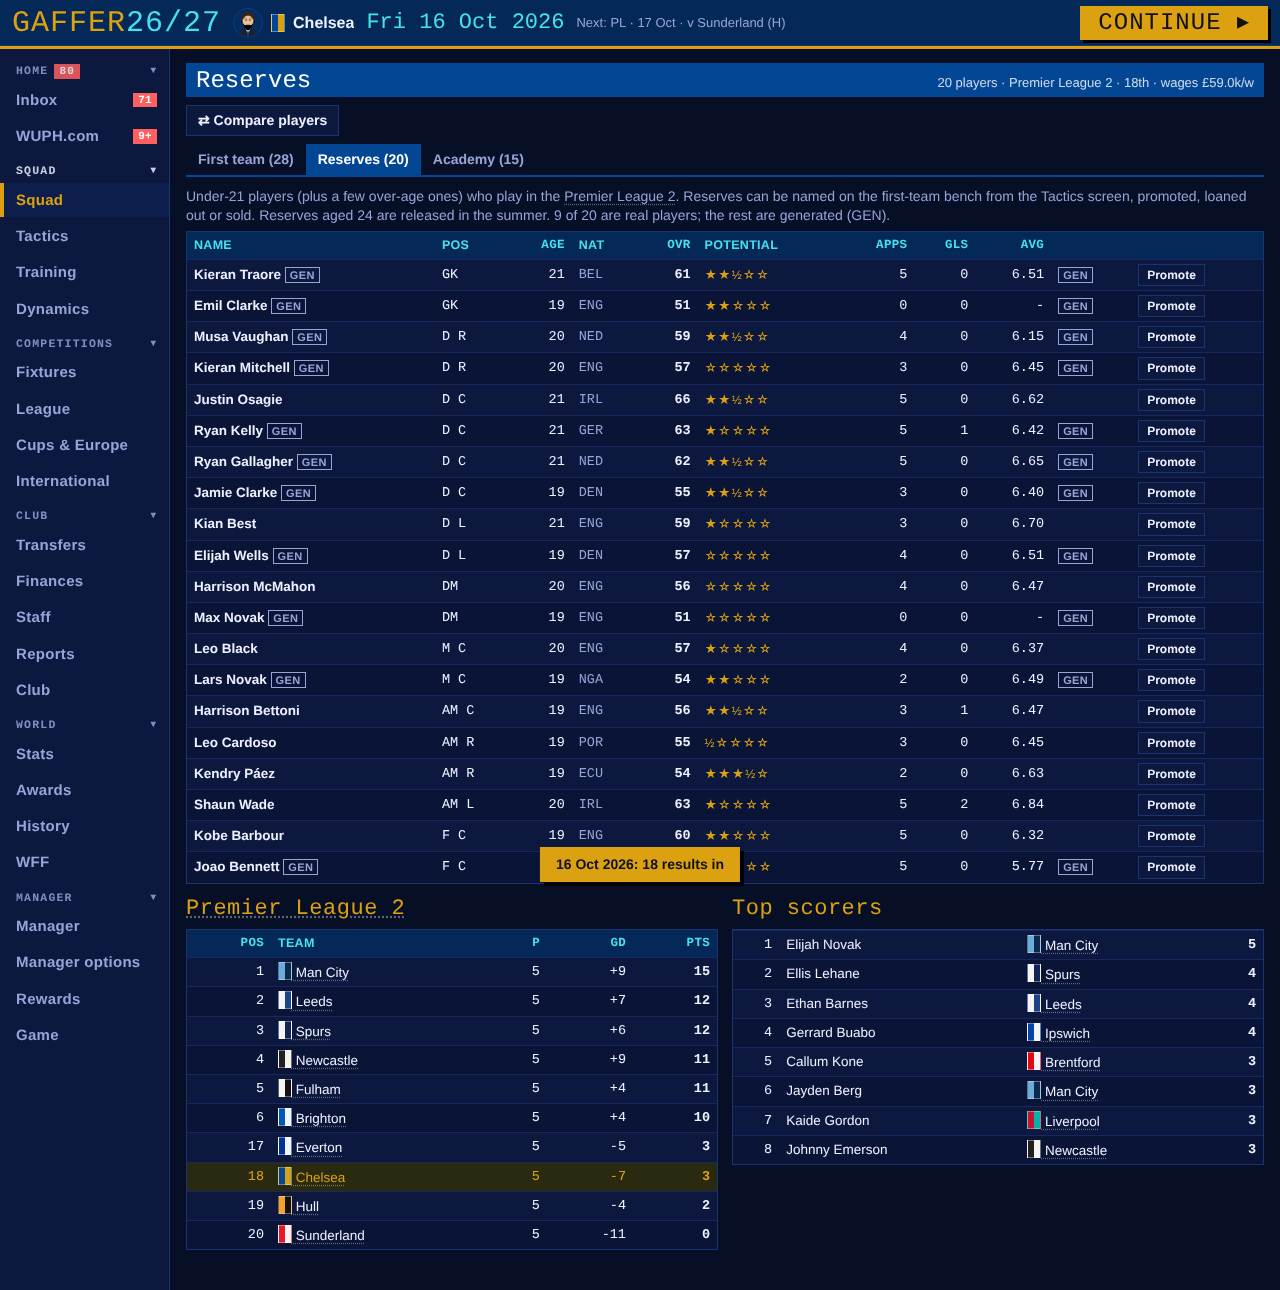 GAFFER26/27 Chelsea Fri 16 Oct 2026 Next: PL · 17 Oct · v Sunderland (H) CONTINUE ►
HOME 80 ▼
Inbox 71
WUPH.com 9+
SQUAD ▼
Squad
Tactics
Training
Dynamics
COMPETITIONS ▼
Fixtures
League
Cups & Europe
International
CLUB ▼
Transfers
Finances
Staff
Reports
Club
WORLD ▼
Stats
Awards
History
WFF
MANAGER ▼
Manager
Manager options
Rewards
Game
Reserves 20 players · Premier League 2 · 18th · wages £59.0k/w
⇄ Compare players
First team (28) Reserves (20) Academy (15)
Under-21 players (plus a few over-age ones) who play in the Premier League 2. Reserves can be named on the first-team bench from the Tactics screen, promoted, loaned
out or sold. Reserves aged 24 are released in the summer. 9 of 20 are real players; the rest are generated (GEN).
NAME POS AGE NAT OVR POTENTIAL APPS GLS AVG
Kieran Traore GEN GK 21 BEL 61 ★★½☆☆ 5 0 6.51 GEN Promote
Emil Clarke GEN GK 19 ENG 51 ★★☆☆☆ 0 0 - GEN Promote
Musa Vaughan GEN D R 20 NED 59 ★★½☆☆ 4 0 6.15 GEN Promote
Kieran Mitchell GEN D R 20 ENG 57 ☆☆☆☆☆ 3 0 6.45 GEN Promote
Justin Osagie D C 21 IRL 66 ★★½☆☆ 5 0 6.62 Promote
Ryan Kelly GEN D C 21 GER 63 ★☆☆☆☆ 5 1 6.42 GEN Promote
Ryan Gallagher GEN D C 21 NED 62 ★★½☆☆ 5 0 6.65 GEN Promote
Jamie Clarke GEN D C 19 DEN 55 ★★½☆☆ 3 0 6.40 GEN Promote
Kian Best D L 21 ENG 59 ★☆☆☆☆ 3 0 6.70 Promote
Elijah Wells GEN D L 19 DEN 57 ☆☆☆☆☆ 4 0 6.51 GEN Promote
Harrison McMahon DM 20 ENG 56 ☆☆☆☆☆ 4 0 6.47 Promote
Max Novak GEN DM 19 ENG 51 ☆☆☆☆☆ 0 0 - GEN Promote
Leo Black M C 20 ENG 57 ★☆☆☆☆ 4 0 6.37 Promote
Lars Novak GEN M C 19 NGA 54 ★★☆☆☆ 2 0 6.49 GEN Promote
Harrison Bettoni AM C 19 ENG 56 ★★½☆☆ 3 1 6.47 Promote
Leo Cardoso AM R 19 POR 55 ½☆☆☆☆ 3 0 6.45 Promote
Kendry Páez AM R 19 ECU 54 ★★★½☆ 2 0 6.63 Promote
Shaun Wade AM L 20 IRL 63 ★☆☆☆☆ 5 2 6.84 Promote
Kobe Barbour F C 19 ENG 60 ★★☆☆☆ 5 0 6.32 Promote
Joao Bennett GEN F C ☆☆ 5 0 5.77 GEN Promote
16 Oct 2026: 18 results in
Premier League 2
POS TEAM P GD PTS
1 Man City 5 +9 15
2 Leeds 5 +7 12
3 Spurs 5 +6 12
4 Newcastle 5 +9 11
5 Fulham 5 +4 11
6 Brighton 5 +4 10
17 Everton 5 -5 3
18 Chelsea 5 -7 3
19 Hull 5 -4 2
20 Sunderland 5 -11 0
Top scorers
1 Elijah Novak Man City 5
2 Ellis Lehane Spurs 4
3 Ethan Barnes Leeds 4
4 Gerrard Buabo Ipswich 4
5 Callum Kone Brentford 3
6 Jayden Berg Man City 3
7 Kaide Gordon Liverpool 3
8 Johnny Emerson Newcastle 3